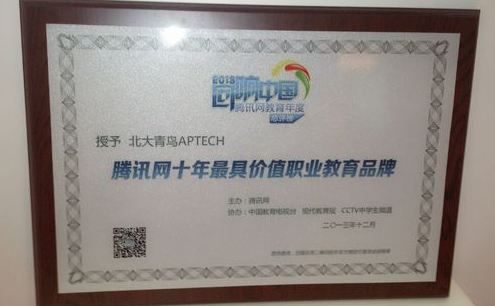 2013
回响中国
腾讯网教育年度
总评榜
授予 北大青鸟APTECH
腾讯网十年最具价值职业教育品牌
主办：腾讯网
协办：中国教育电视台 现代教育报 CCTV中学生频道
二〇一三年十二月